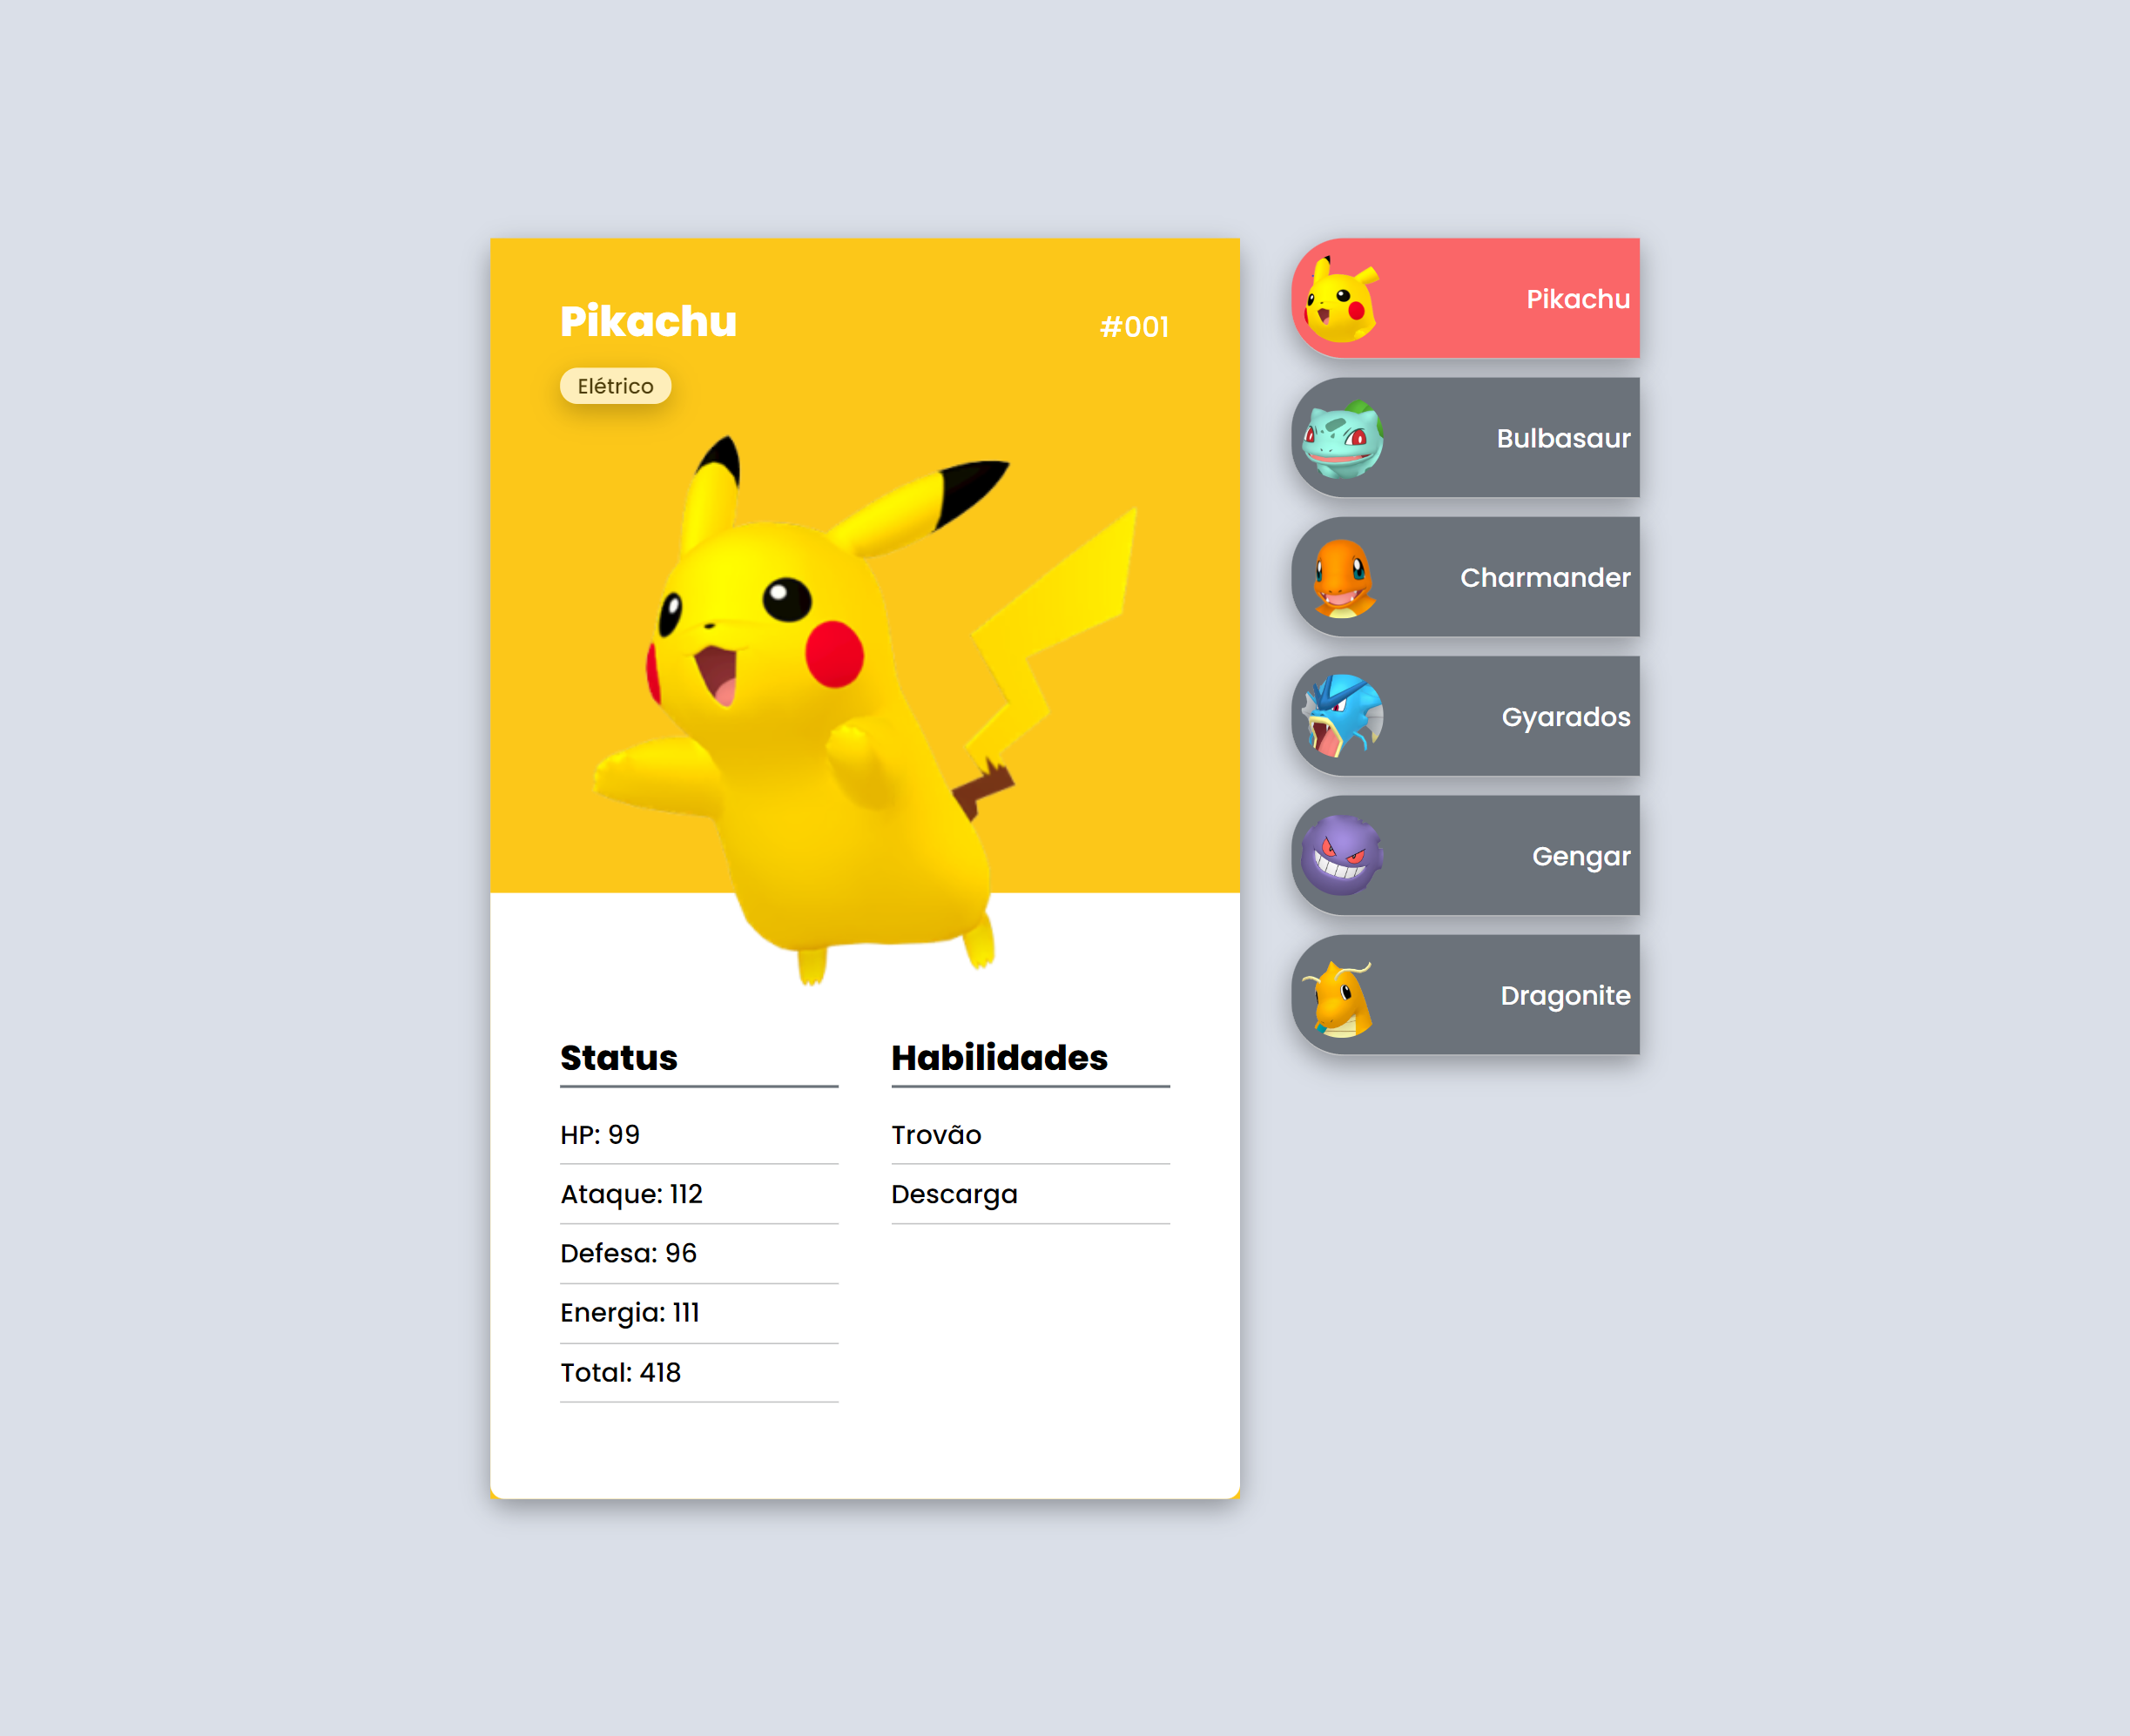 Pikachu
#001
Elétrico
Status
HP: 99
Ataque: 112
Defesa: 96
Energia: 111
Total: 418
Habilidades
Trovão
Descarga
Pikachu
Bulbasaur
Charmander
Gyarados
Gengar
Dragonite